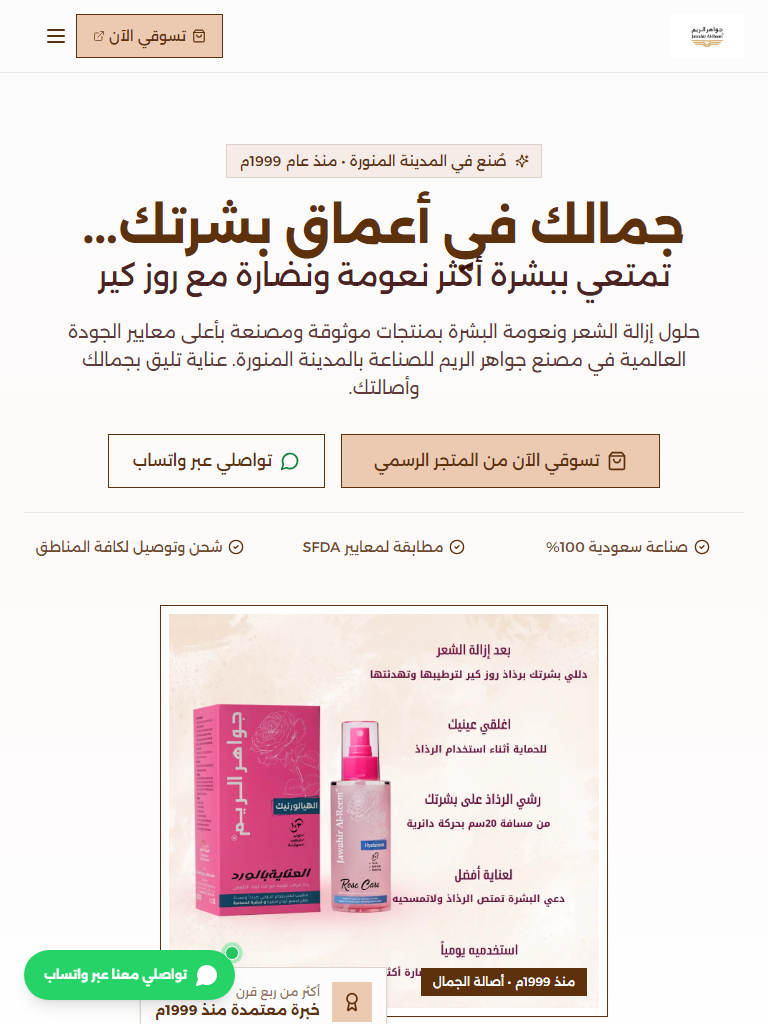 جواهر الريم
Jawahir Al-Reem
تسوقي الآن
صُنع في المدينة المنورة • منذ عام 1999م
جمالك في أعماق بشرتك...
تمتعي ببشرة أكثر نعومة ونضارة مع روز كير
حلول إزالة الشعر ونعومة البشرة بمنتجات موثوقة ومصنعة بأعلى معايير الجودة
العالمية في مصنع جواهر الريم للصناعة بالمدينة المنورة. عناية تليق بجمالك
وأصالتك.
تسوقي الآن من المتجر الرسمي
تواصلي عبر واتساب
صناعة سعودية 100%
مطابقة لمعايير SFDA
شحن وتوصيل لكافة المناطق
بعد إزالة الشعر
دللي بشرتك برذاذ روز كير لترطيبها وتهدئتها
اغلقي عينيك
للحماية أثناء استخدام الرذاذ
رشي الرذاذ على بشرتك
من مسافة 20سم بحركة دائرية
لعناية أفضل
دعي البشرة تمتص الرذاذ ولاتمسحيه
استخدميه يومياً
جواهر الريم
الهيالورنيك
العناية بالورد
Jawahir Al-Reem
Hyaluronic
Rose Care
منذ 1999م • أصالة الجمال
أكثر من ربع قرن
خبرة معتمدة منذ 1999م
تواصلي معنا عبر واتساب